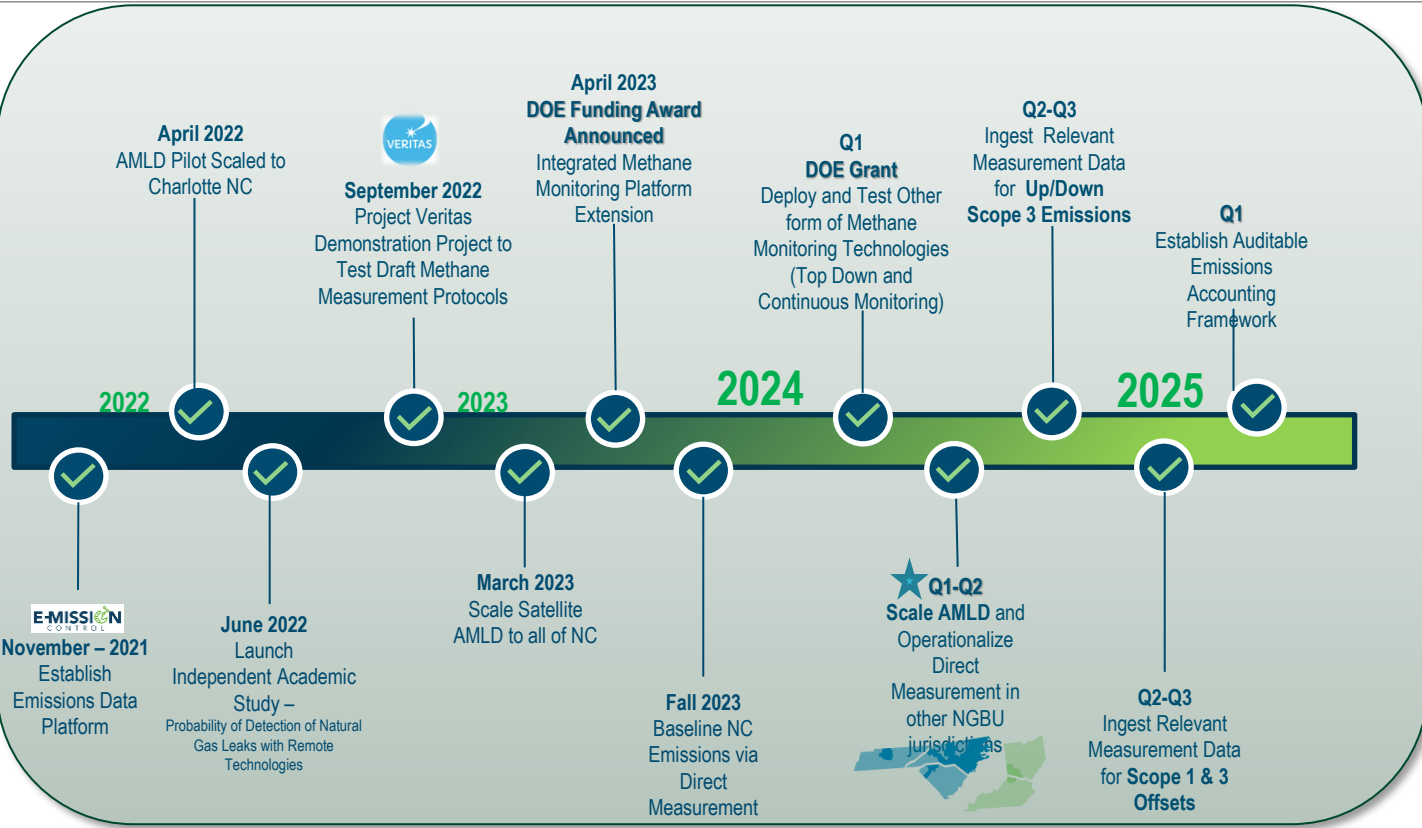 April 2022
AMLD Pilot Scaled to
Charlotte NC
VERITAS
September 2022
Project Veritas
Demonstration Project to
Test Draft Methane
Measurement Protocols
April 2023
DOE Funding Award
Announced
Integrated Methane
Monitoring Platform
Extension
Q1
DOE Grant
Deploy and Test Other
form of Methane
Monitoring Technologies
(Top Down and
Continuous Monitoring)
Q2-Q3
Ingest Relevant
Measurement Data
for Up/Down
Scope 3 Emissions
Q1
Establish Auditable
Emissions
Accounting
Framework
2022
2023
2024
2025
E-MISSION
CONTROL
November – 2021
Establish
Emissions Data
Platform
June 2022
Launch
Independent Academic
Study –
Probability of Detection of Natural
Gas Leaks with Remote
Technologies
March 2023
Scale Satellite
AMLD to all of NC
Fall 2023
Baseline NC
Emissions via
Direct
Measurement
Q1-Q2
Scale AMLD and
Operationalize
Direct
Measurement in
other NGBU
jurisdictions
Q2-Q3
Ingest Relevant
Measurement Data
for Scope 1 & 3
Offsets